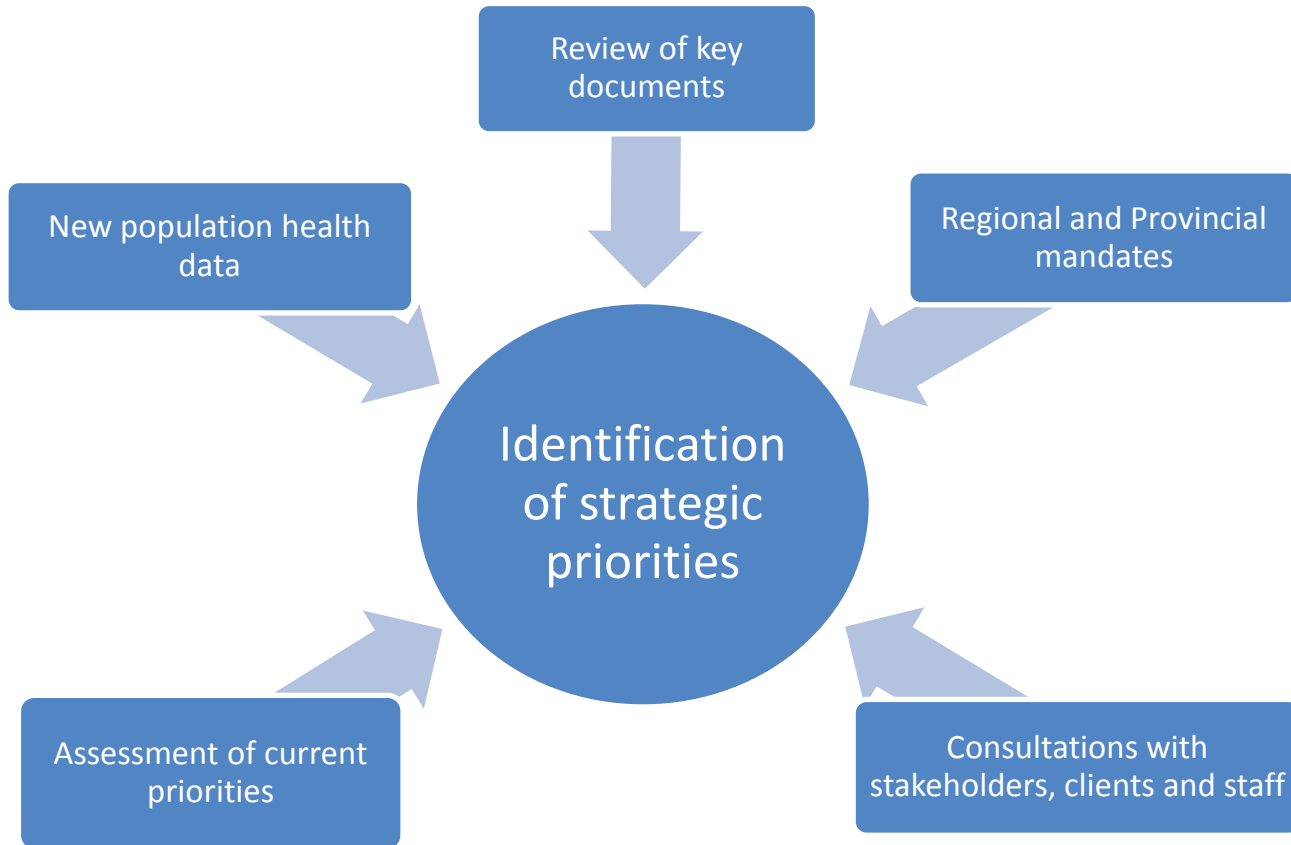 Review of key
documents
New population health
data
Regional and Provincial
mandates
Identification
of strategic
priorities
Assessment of current
priorities
Consultations with
stakeholders, clients and staff